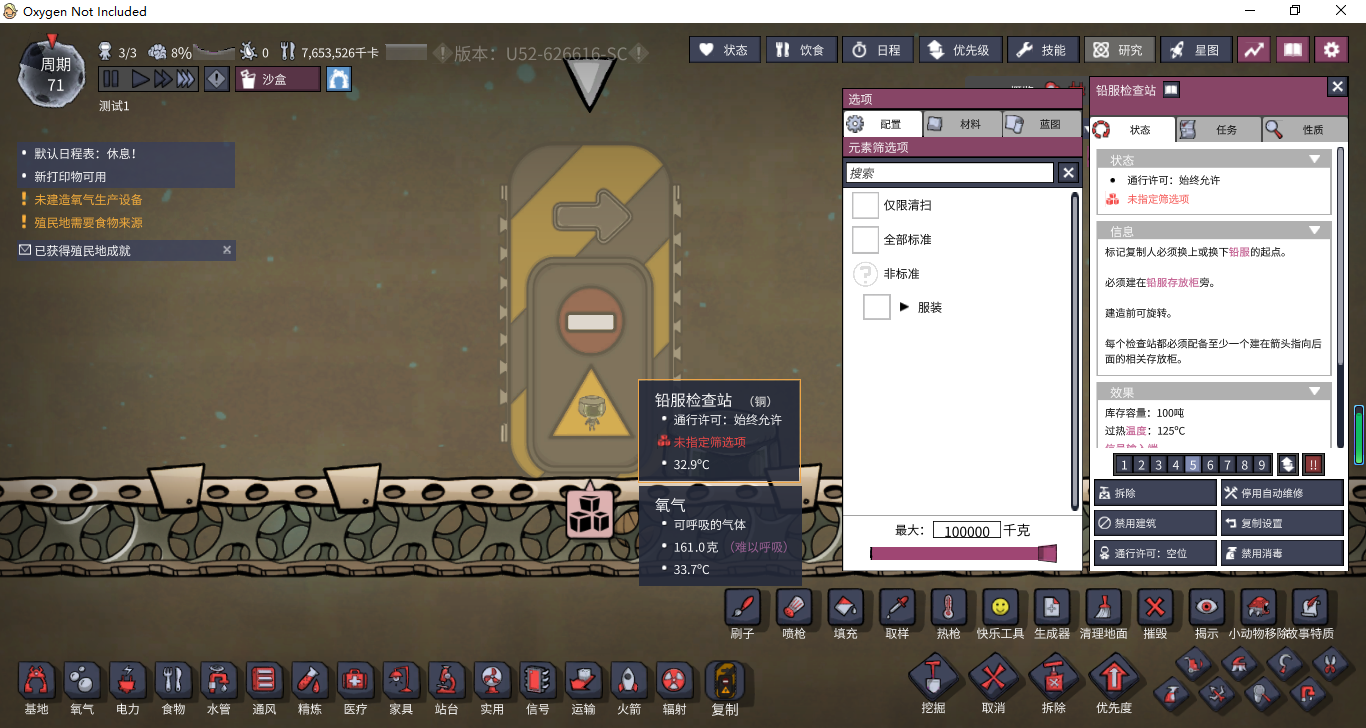 Oxygen Not Included
周期
71
3/3
8%
0
7,653,526千卡
版本：U52-626616-SC
沙盒
测试1
状态
饮食
日程
优先级
技能
研究
星图
默认日程表：休息！
新打印物可用
未建造氧气生产设备
殖民地需要食物来源
已获得殖民地成就
选项
配置
材料
蓝图
元素筛选项
搜索
仅限清扫
全部标准
非标准
服装
最大：
100000
千克
铅服检查站
状态
任务
性质
状态
通行许可：始终允许
未指定筛选项
信息
标记复制人必须换上或换下铅服的起点。
必须建在铅服存放柜旁。
建造前可旋转。
每个检查站都必须配备至少一个建在箭头指向后
面的相关存放柜。
效果
库存容量：100吨
过热温度：125ºC
1 2 3 4 5 6 7 8 9
!!
拆除
停用自动维修
禁用建筑
复制设置
通行许可：空位
禁用消毒
铅服检查站 （铜）
通行许可：始终允许
未指定筛选项
32.9ºC
氧气
可呼吸的气体
161.0克 （难以呼吸）
33.7ºC
刷子
喷枪
填充
取样
热枪
快乐工具
生成器
清理地面
摧毁
揭示
小动物移除
故事特质
基地
氧气
电力
食物
水管
通风
精炼
医疗
家具
站台
实用
信号
运输
火箭
辐射
复制
挖掘
取消
拆除
优先度